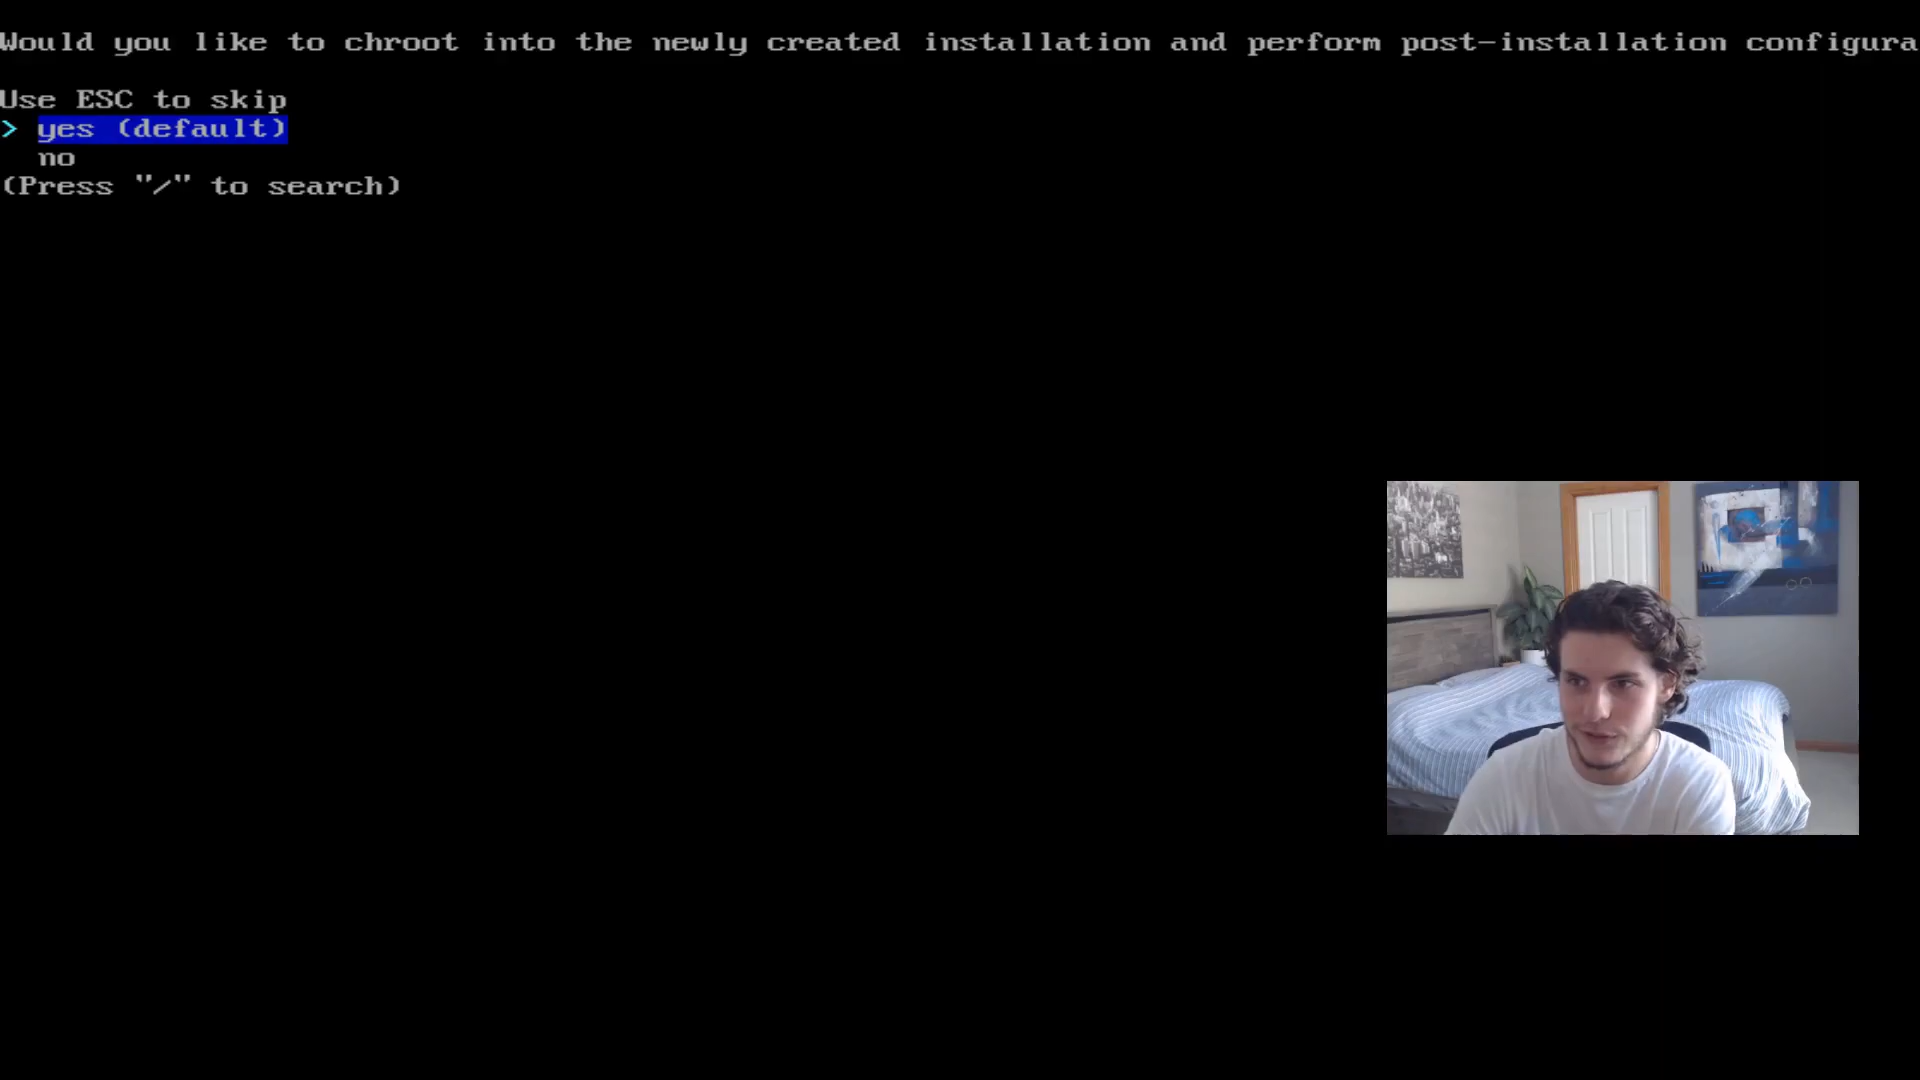 Would you like to chroot into the newly created installation and perform post-installation configura
Use ESC to skip
> yes (default)
no
(Press "/" to search)